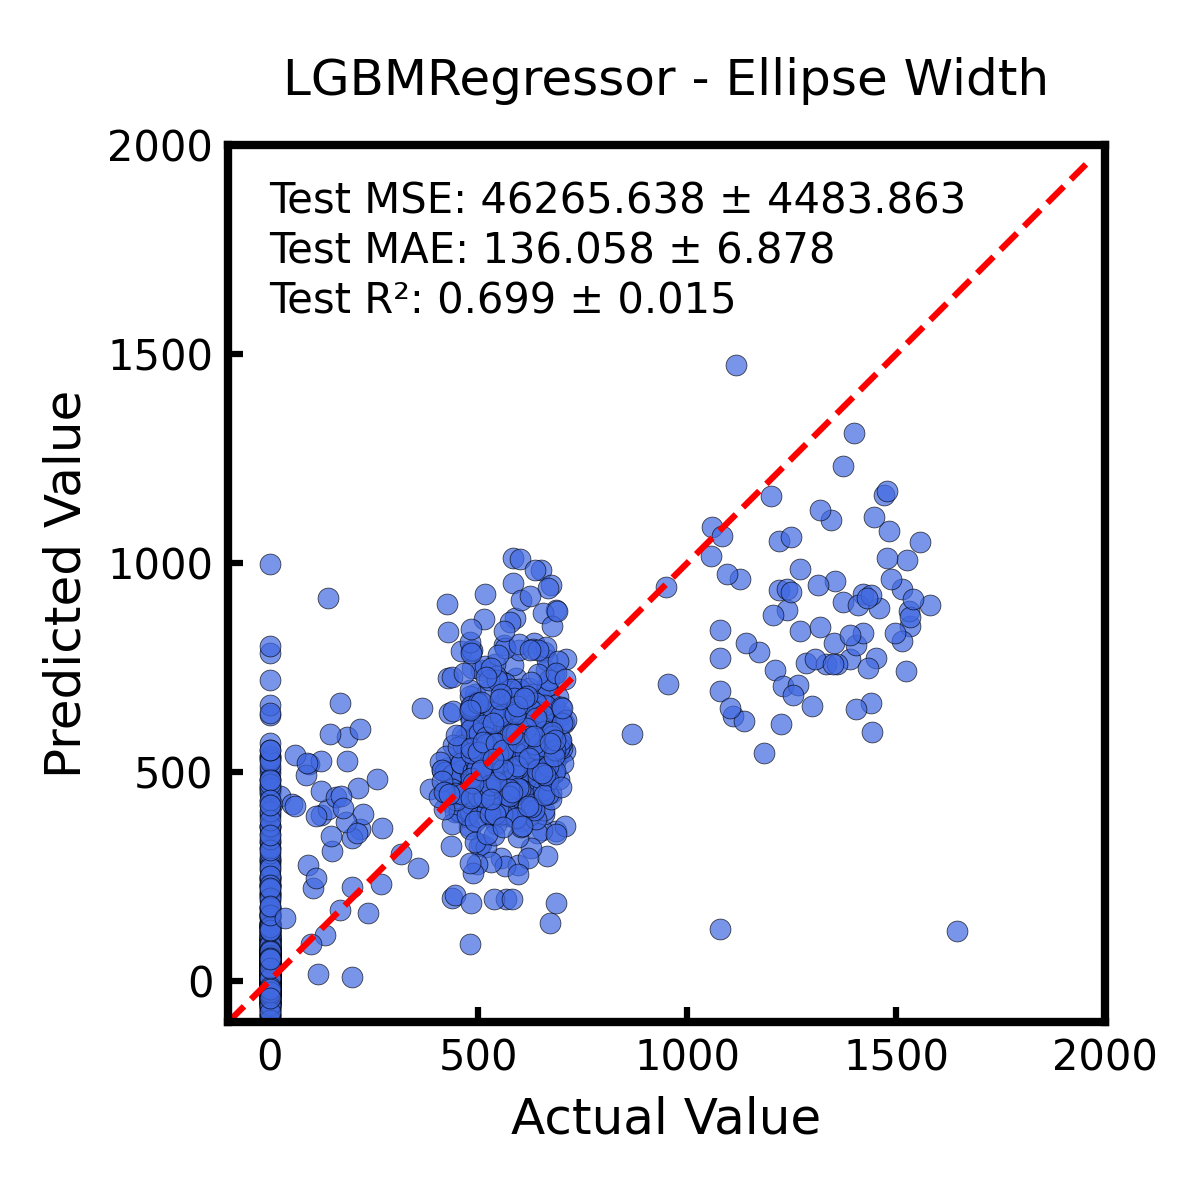 LGBMRegressor - Ellipse Width
2000
Test MSE: 46265.638 ± 4483.863
Test MAE: 136.058 ± 6.878
Test R²: 0.699 ± 0.015
1500
1000
500
0
Predicted Value
0 500 1000 1500 2000
Actual Value